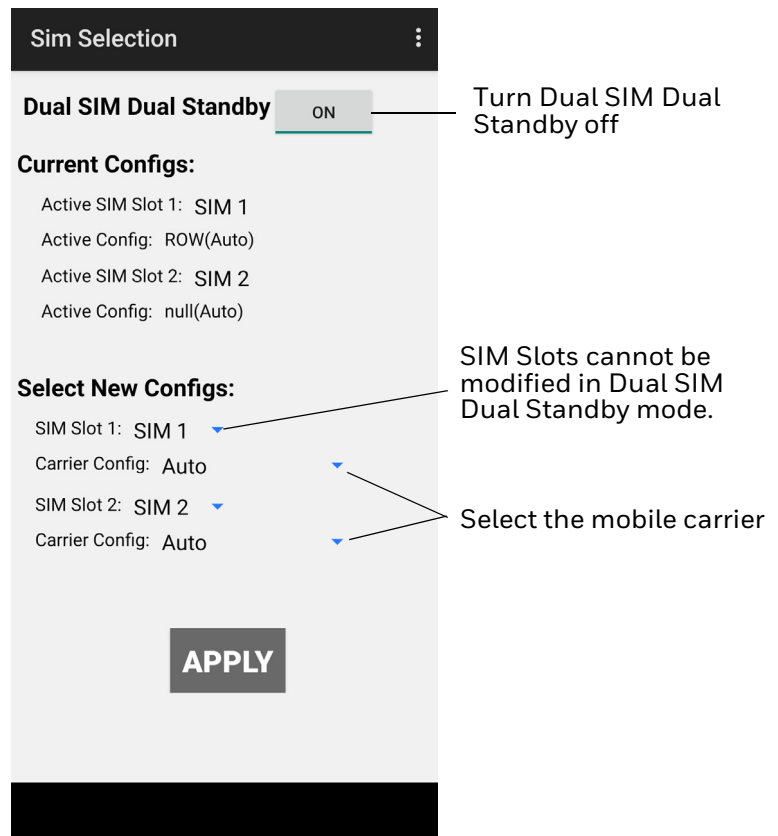 Sim Selection
Dual SIM Dual Standby ON
Turn Dual SIM Dual
Standby off
Current Configs:
Active SIM Slot 1: SIM 1
Active Config: ROW(Auto)
Active SIM Slot 2: SIM 2
Active Config: null(Auto)
SIM Slots cannot be
modified in Dual SIM
Dual Standby mode.
Select New Configs:
SIM Slot 1: SIM 1
Carrier Config: Auto
SIM Slot 2: SIM 2
Carrier Config: Auto
Select the mobile carrier
APPLY